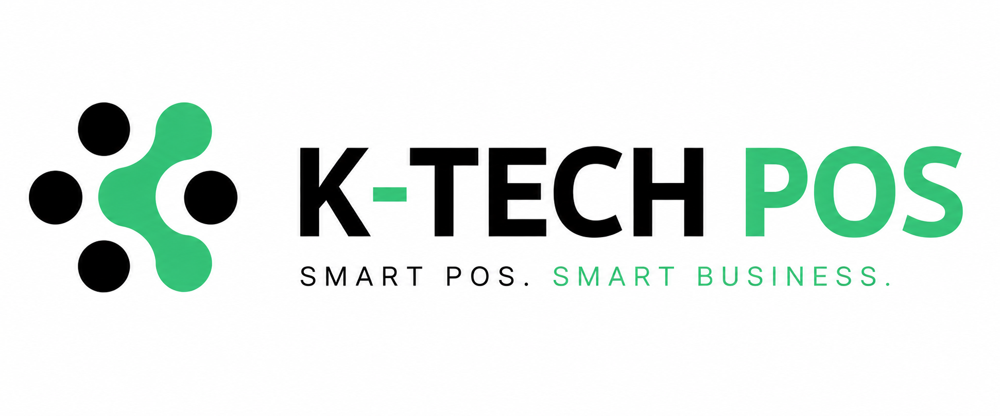 K-TECH POS
SMART POS. SMART BUSINESS.